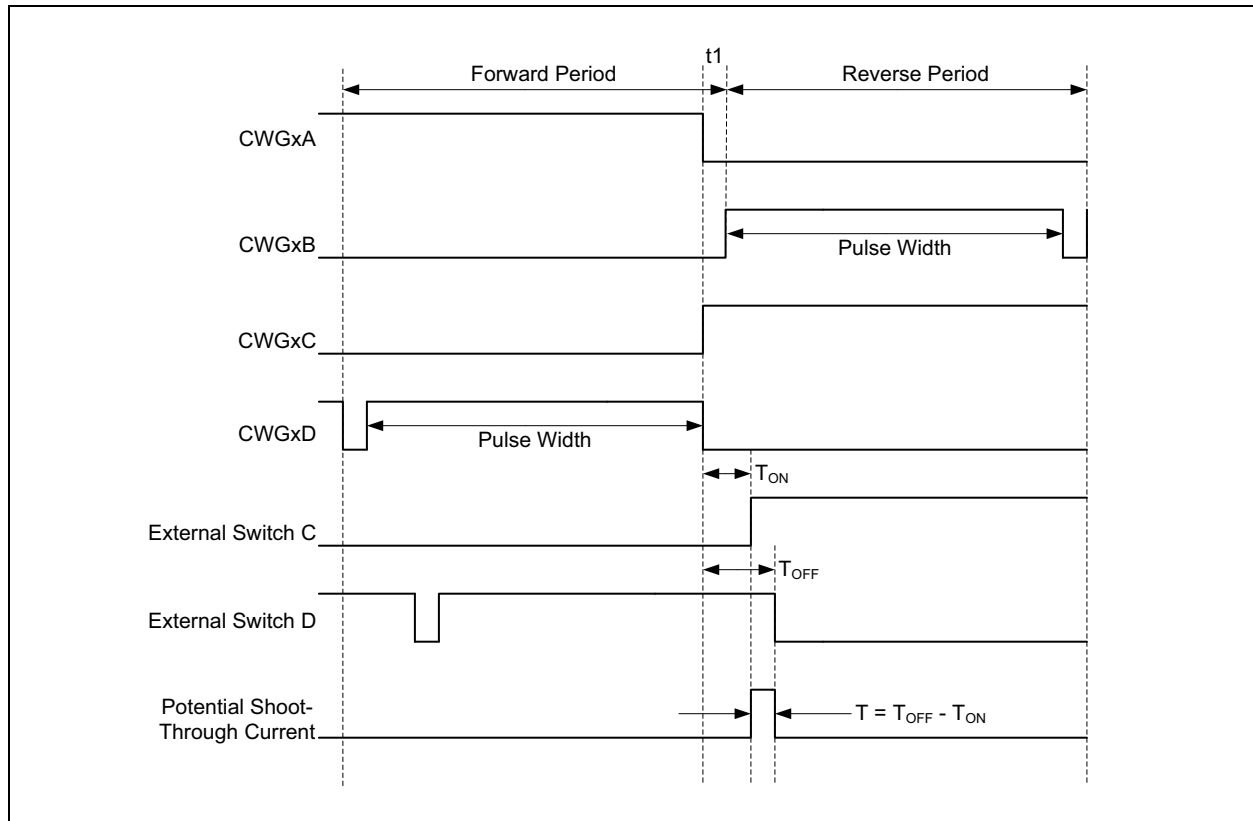 t1
Forward Period
Reverse Period
CWGxA
CWGxB
Pulse Width
CWGxC
CWGxD
Pulse Width
TON
External Switch C
TOFF
External Switch D
Potential Shoot-
Through Current
T = TOFF - TON